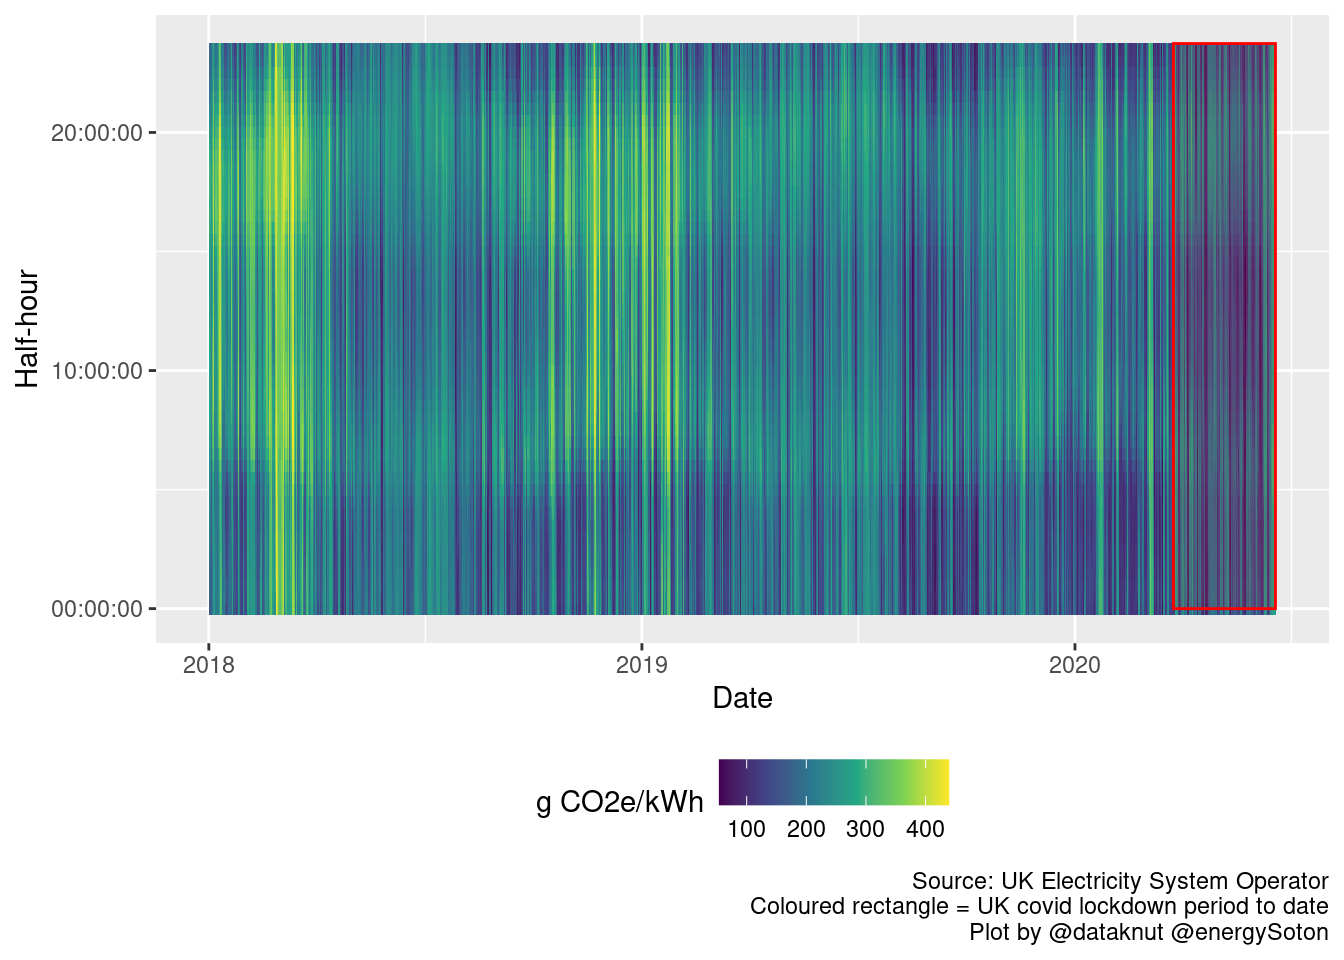 20:00:00
10:00:00
00:00:00
Half-hour
2018 2019 2020
Date
g CO2e/kWh
100 200 300 400
Source: UK Electricity System Operator
Coloured rectangle = UK covid lockdown period to date
Plot by @dataknut @energySoton